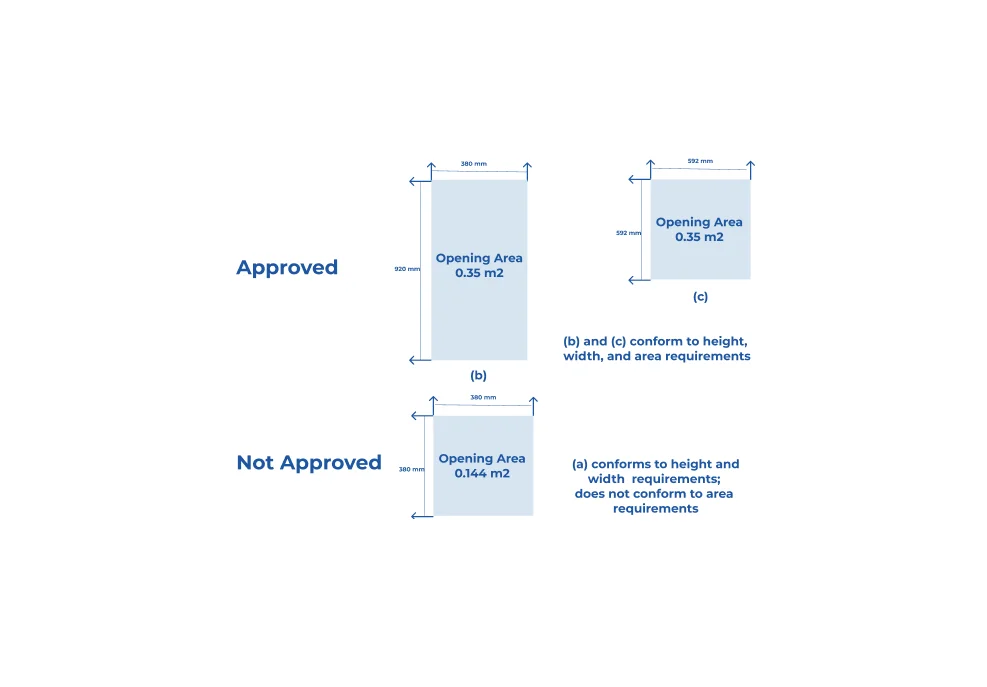 380 mm
592 mm
Opening Area
0.35 m2
592 mm
Approved
920 mm
Opening Area
0.35 m2
(c)
(b) and (c) conform to height,
width, and area requirements
(b)
380 mm
Not Approved
380 mm
Opening Area
0.144 m2
(a) conforms to height and
width requirements;
does not conform to area
requirements